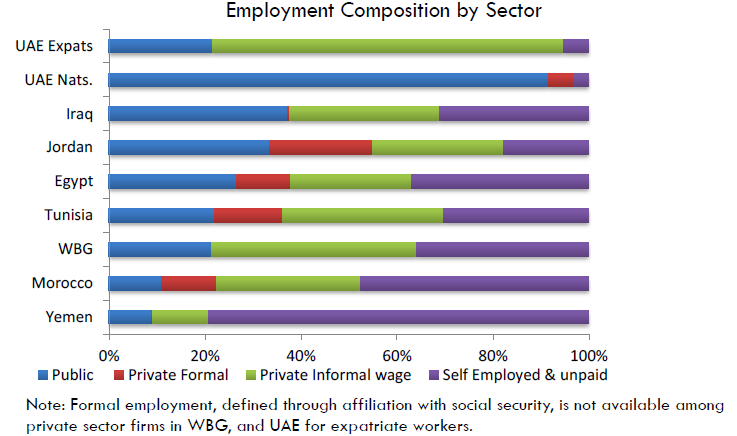 Employment Composition by Sector
UAE Expats
UAE Nats.
Iraq
Jordan
Egypt
Tunisia
WBG
Morocco
Yemen
0% 20% 40% 60% 80% 100%
Public Private Formal Private Informal wage Self Employed & unpaid
Note: Formal employment, defined through affiliation with social security, is not available among
private sector firms in WBG, and UAE for expatriate workers.